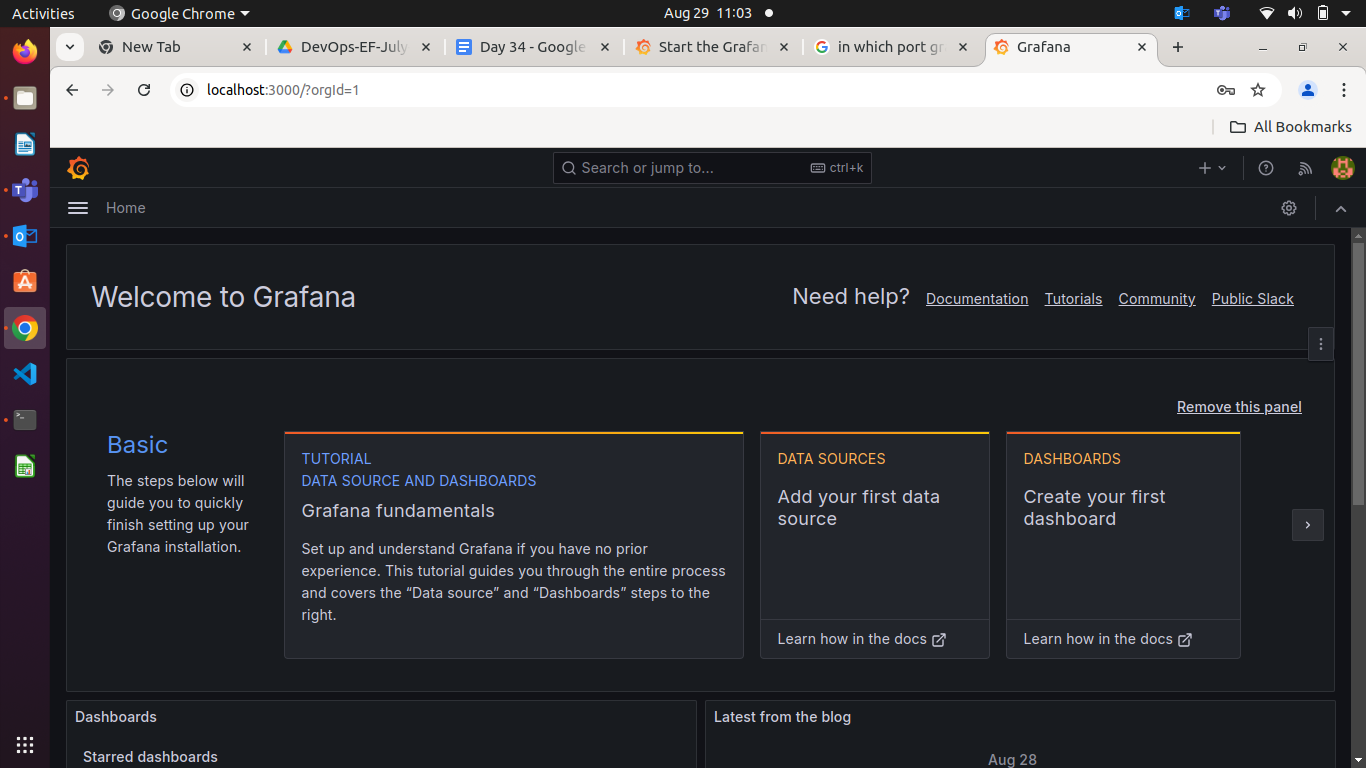 Activities
Google Chrome
Aug 29 11:03
New Tab
DevOps-EF-July
Day 34 - Google
Start the Grafan
in which port gr
Grafana
localhost:3000/?orgId=1
All Bookmarks
Search or jump to...
ctrl+k
Home
Welcome to Grafana
Need help?
Documentation
Tutorials
Community
Public Slack
Remove this panel
Basic
The steps below will
guide you to quickly
finish setting up your
Grafana installation.
TUTORIAL
DATA SOURCE AND DASHBOARDS
Grafana fundamentals
Set up and understand Grafana if you have no prior
experience. This tutorial guides you through the entire process
and covers the “Data source” and “Dashboards” steps to the
right.
DATA SOURCES
Add your first data
source
Learn how in the docs
DASHBOARDS
Create your first
dashboard
Learn how in the docs
Dashboards
Starred dashboards
Latest from the blog
Aug 28